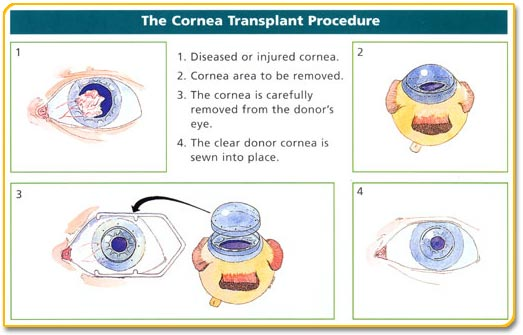 The Cornea Transplant Procedure
1
1. Diseased or injured cornea.
2. Cornea area to be removed.
3. The cornea is carefully
removed from the donor's
eye.
4. The clear donor cornea is
sewn into place.
2
3
4